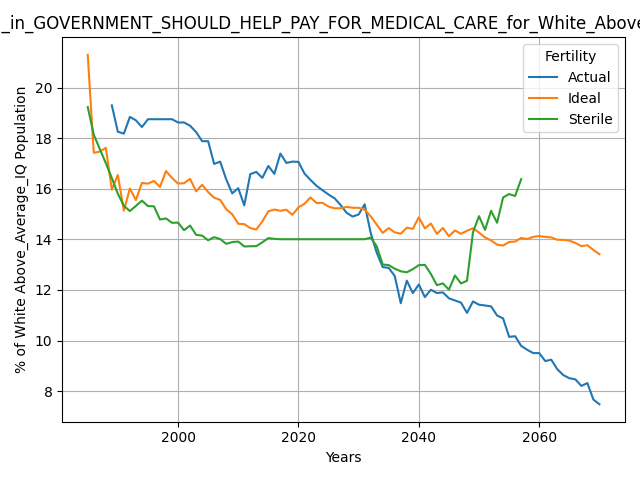 _in_GOVERNMENT_SHOULD_HELP_PAY_FOR_MEDICAL_CARE_for_White_Above
Fertility
Actual
Ideal
Sterile
% of White Above_Average_IQ Population
20
18
16
14
12
10
8
2000 2020 2040 2060
Years